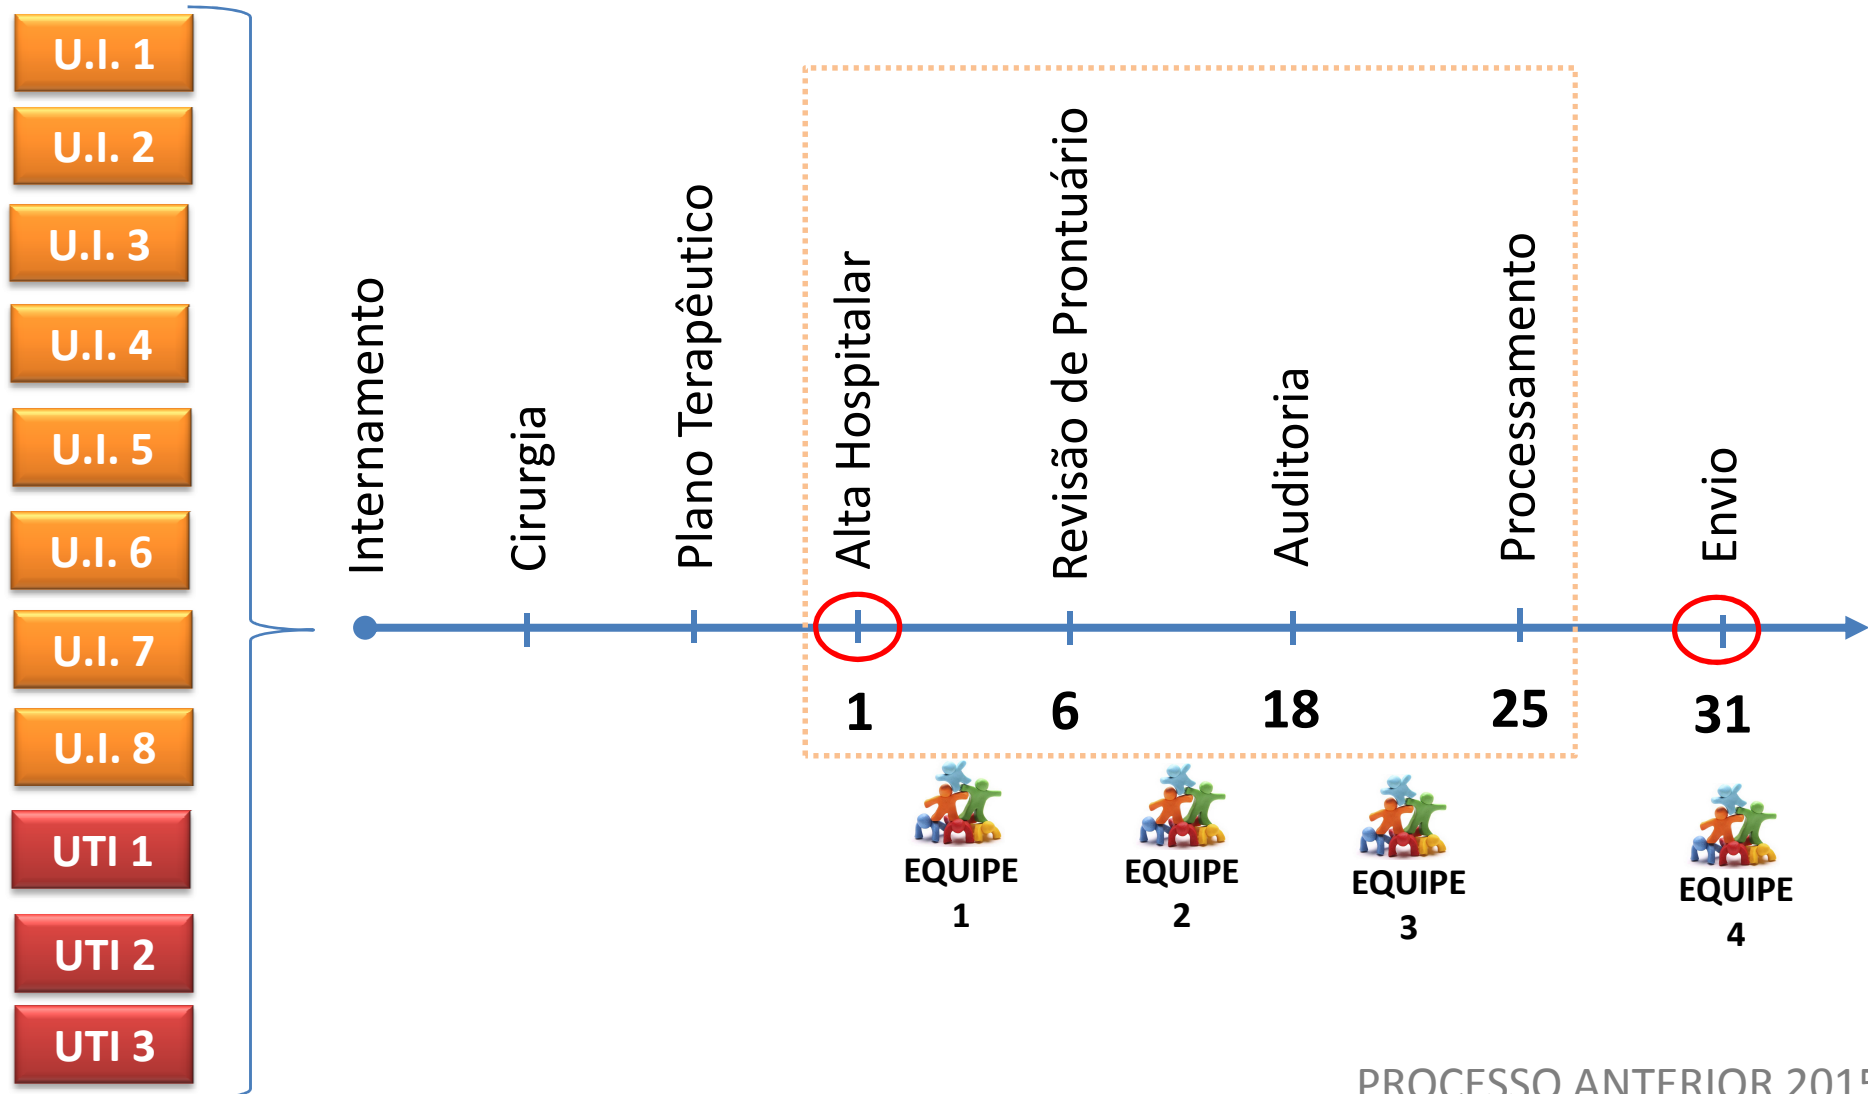 U.I. 1
U.I. 2
U.I. 3
U.I. 4
U.I. 5
U.I. 6
U.I. 7
U.I. 8
UTI 1
UTI 2
UTI 3
Internamento
Cirurgia
Plano Terapêutico
Alta Hospitalar
Revisão de Prontuário
Auditoria
Processamento
Envio
1
6
18
25
31
EQUIPE
1
EQUIPE
2
EQUIPE
3
EQUIPE
4
PROCESSO ANTERIOR 2015